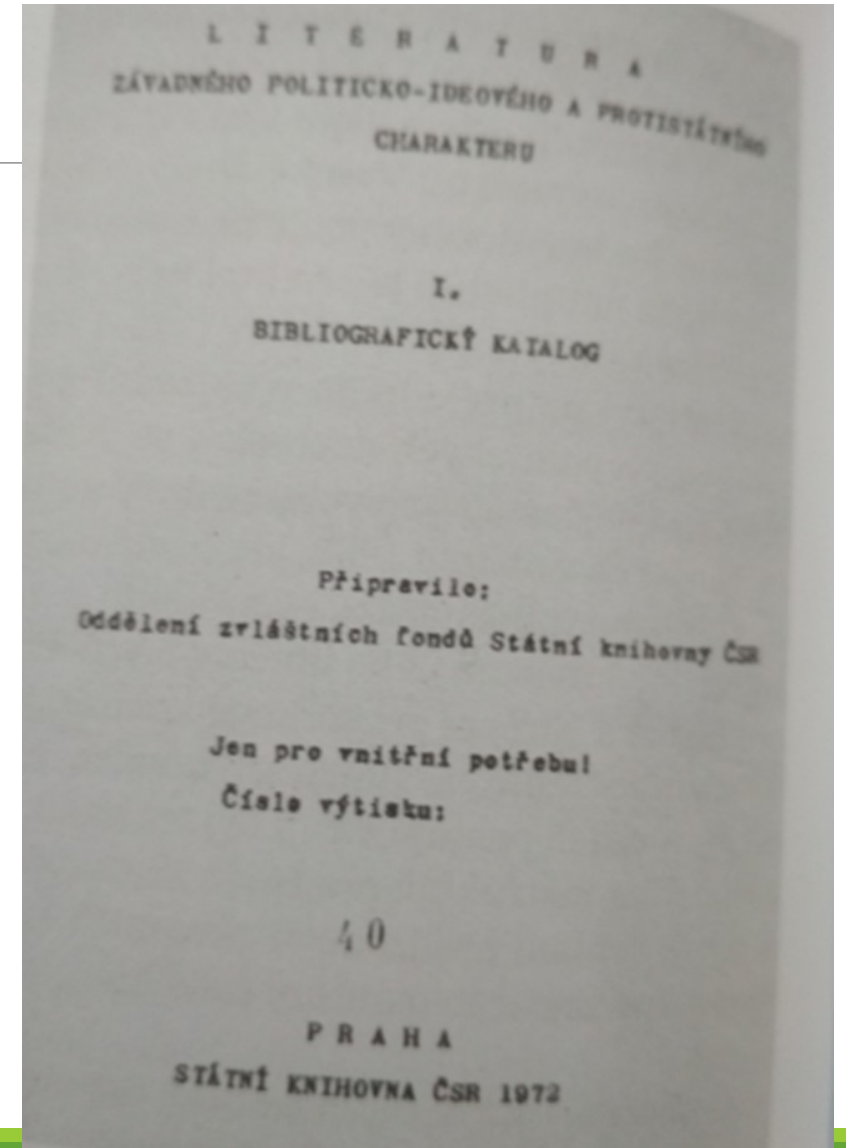 L I T E R A T U R A
ZÁVADNÉHO POLITICKO-IDEOVÉHO A PROTISTÁTNÍHO
CHARAKTERU
I.
BIBLIOGRAFICKÝ KATALOG
Připravilo:
Oddělení zvláštních fondů Státní knihovny ČSR
Jen pro vnitřní potřebu!
Číslo výtisku:
40
P R A H A
STÁTNÍ KNIHOVNA ČSR 1972